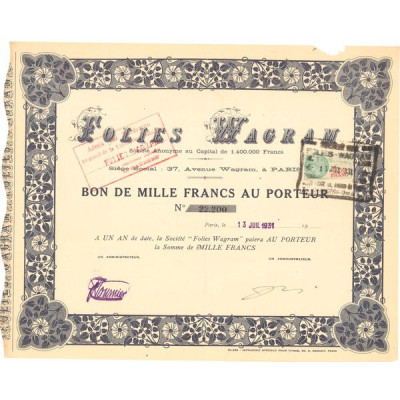 FOLIES WAGRAM
Société Anonyme au Capital de 1.400.000 Francs
Siège Social : 37, Avenue Wagram, à PARIS
BON DE MILLE FRANCS AU PORTEUR
N° 22.200
Paris, le 13 JUIL 1931
A UN AN de date, la Société "Folies Wagram" paiera AU PORTEUR
la Somme de MILLE FRANCS
UN ADMINISTRATEUR. UN ADMINISTRATEUR.